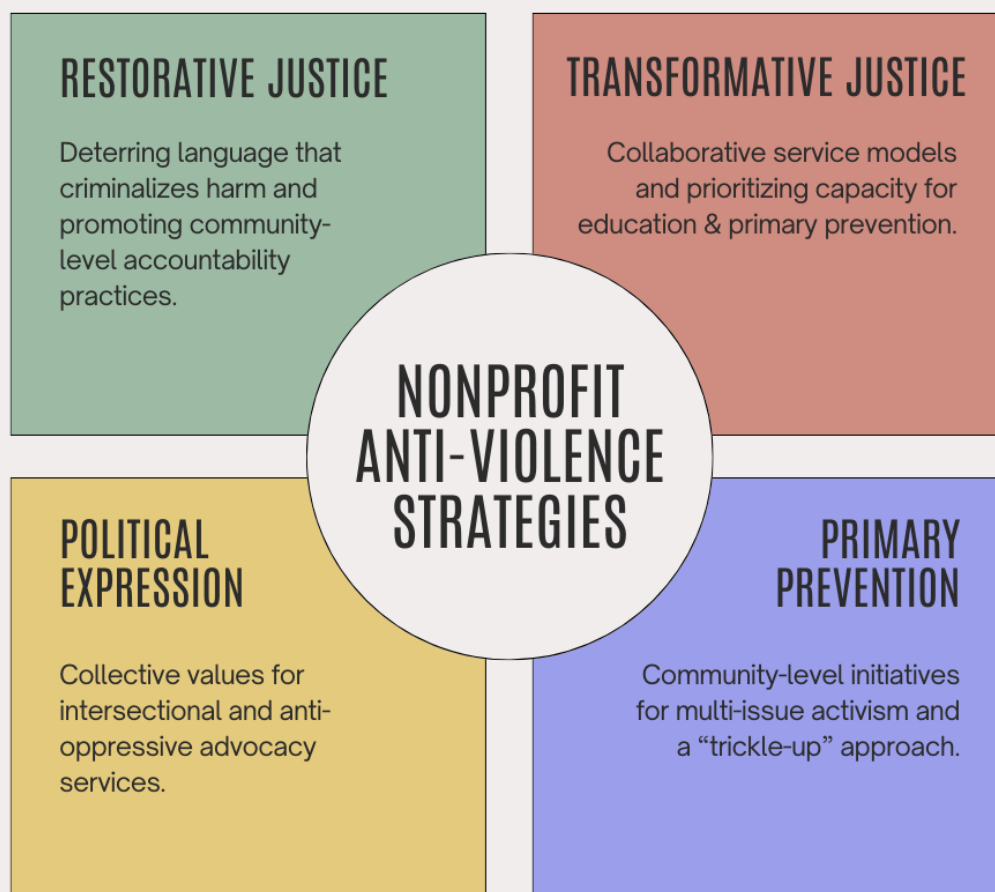 RESTORATIVE JUSTICE
Deterring language that
criminalizes harm and
promoting community-
level accountability
practices.
TRANSFORMATIVE JUSTICE
Collaborative service models
and prioritizing capacity for
education & primary prevention.
NONPROFIT
ANTI-VIOLENCE
STRATEGIES
POLITICAL
EXPRESSION
Collective values for
intersectional and anti-
oppressive advocacy
services.
PRIMARY
PREVENTION
Community-level initiatives
for multi-issue activism and
a “trickle-up” approach.